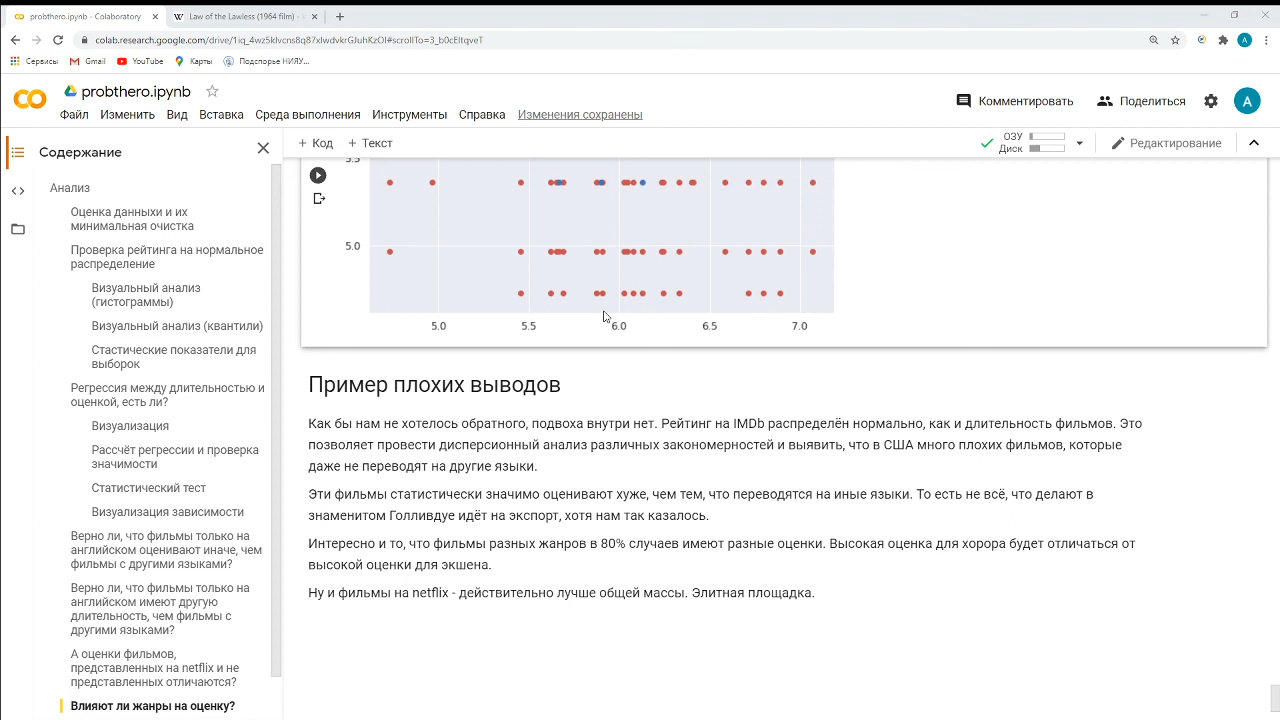 probthero.ipynb - Colaboratory
Law of the Lawless (1964 film) -
colab.research.google.com/drive/1iq_4wz5klvcns8q87xlwdvkrGJuhKzOl#scrollTo=3_b0cEltqveT
Сервисы Gmail YouTube Карты Подспорье НИЯУ...
probthero.ipynb
Файл Изменить Вид Вставка Среда выполнения Инструменты Справка Изменения сохранены
Комментировать Поделиться A
+ Код + Текст
ОЗУ
Диск
Редактирование
Содержание
Анализ
Оценка данныхи и их
минимальная очистка
Проверка рейтинга на нормальное
распределение
Визуальный анализ
(гистограммы)
Визуальный анализ (квантили)
Стастические показатели для
выборок
Регрессия между длительностью и
оценкой, есть ли?
Визуализация
Рассчёт регрессии и проверка
значимости
Статистический тест
Визуализация зависимости
Верно ли, что фильмы только на
английском оценивают иначе, чем
фильмы с другими языками?
Верно ли, что фильмы только на
английском имеют другую
длительность, чем фильмы с
другими языками?
А оценки фильмов,
представленных на netflix и не
представленных отличаются?
Влияют ли жанры на оценку?
5.5
5.0
5.0 5.5 6.0 6.5 7.0
Пример плохих выводов
Как бы нам не хотелось обратного, подвоха внутри нет. Рейтинг на IMDb распределён нормально, как и длительность фильмов. Это
позволяет провести дисперсионный анализ различных закономерностей и выявить, что в США много плохих фильмов, которые
даже не переводят на другие языки.
Эти фильмы статистически значимо оценивают хуже, чем тем, что переводятся на иные языки. То есть не всё, что делают в
знаменитом Голливдуе идёт на экспорт, хотя нам так казалось.
Интересно и то, что фильмы разных жанров в 80% случаев имеют разные оценки. Высокая оценка для хорора будет отличаться от
высокой оценки для экшена.
Ну и фильмы на netflix - действительно лучше общей массы. Элитная площадка.